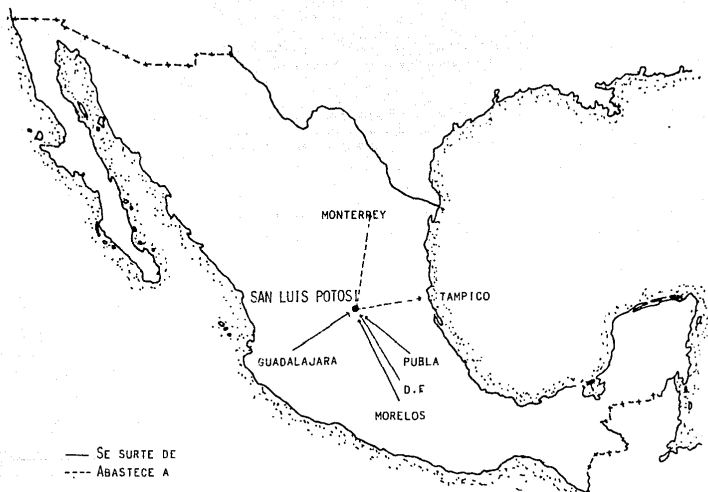 MONTERREY
SAN LUIS POTOSI
TAMPICO
GUADALAJARA
PUBLA
D.F
MORELOS
— SE SURTE DE
---- ABASTECE A